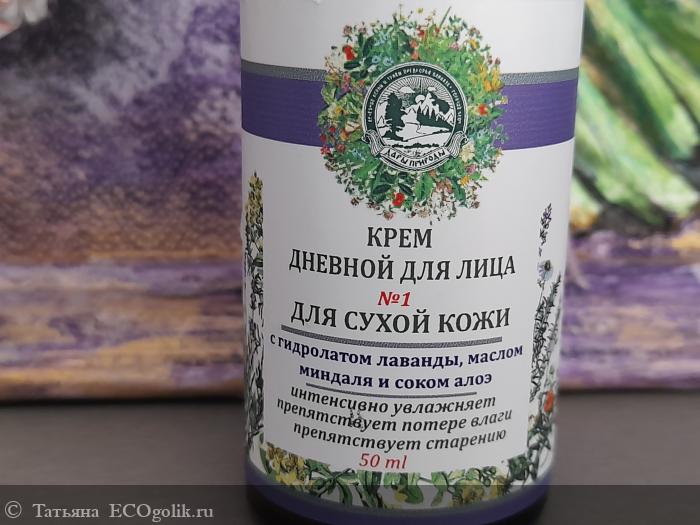 ДАРЫ ПРИРОДЫ
КРЕМ
ДНЕВНОЙ ДЛЯ ЛИЦА
№1
ДЛЯ СУХОЙ КОЖИ
с гидролатом лаванды, маслом
миндаля и соком алоэ
интенсивно увлажняет
препятствует потере влаги
препятствует старению
50 ml
© Татьяна ECOgolik.ru